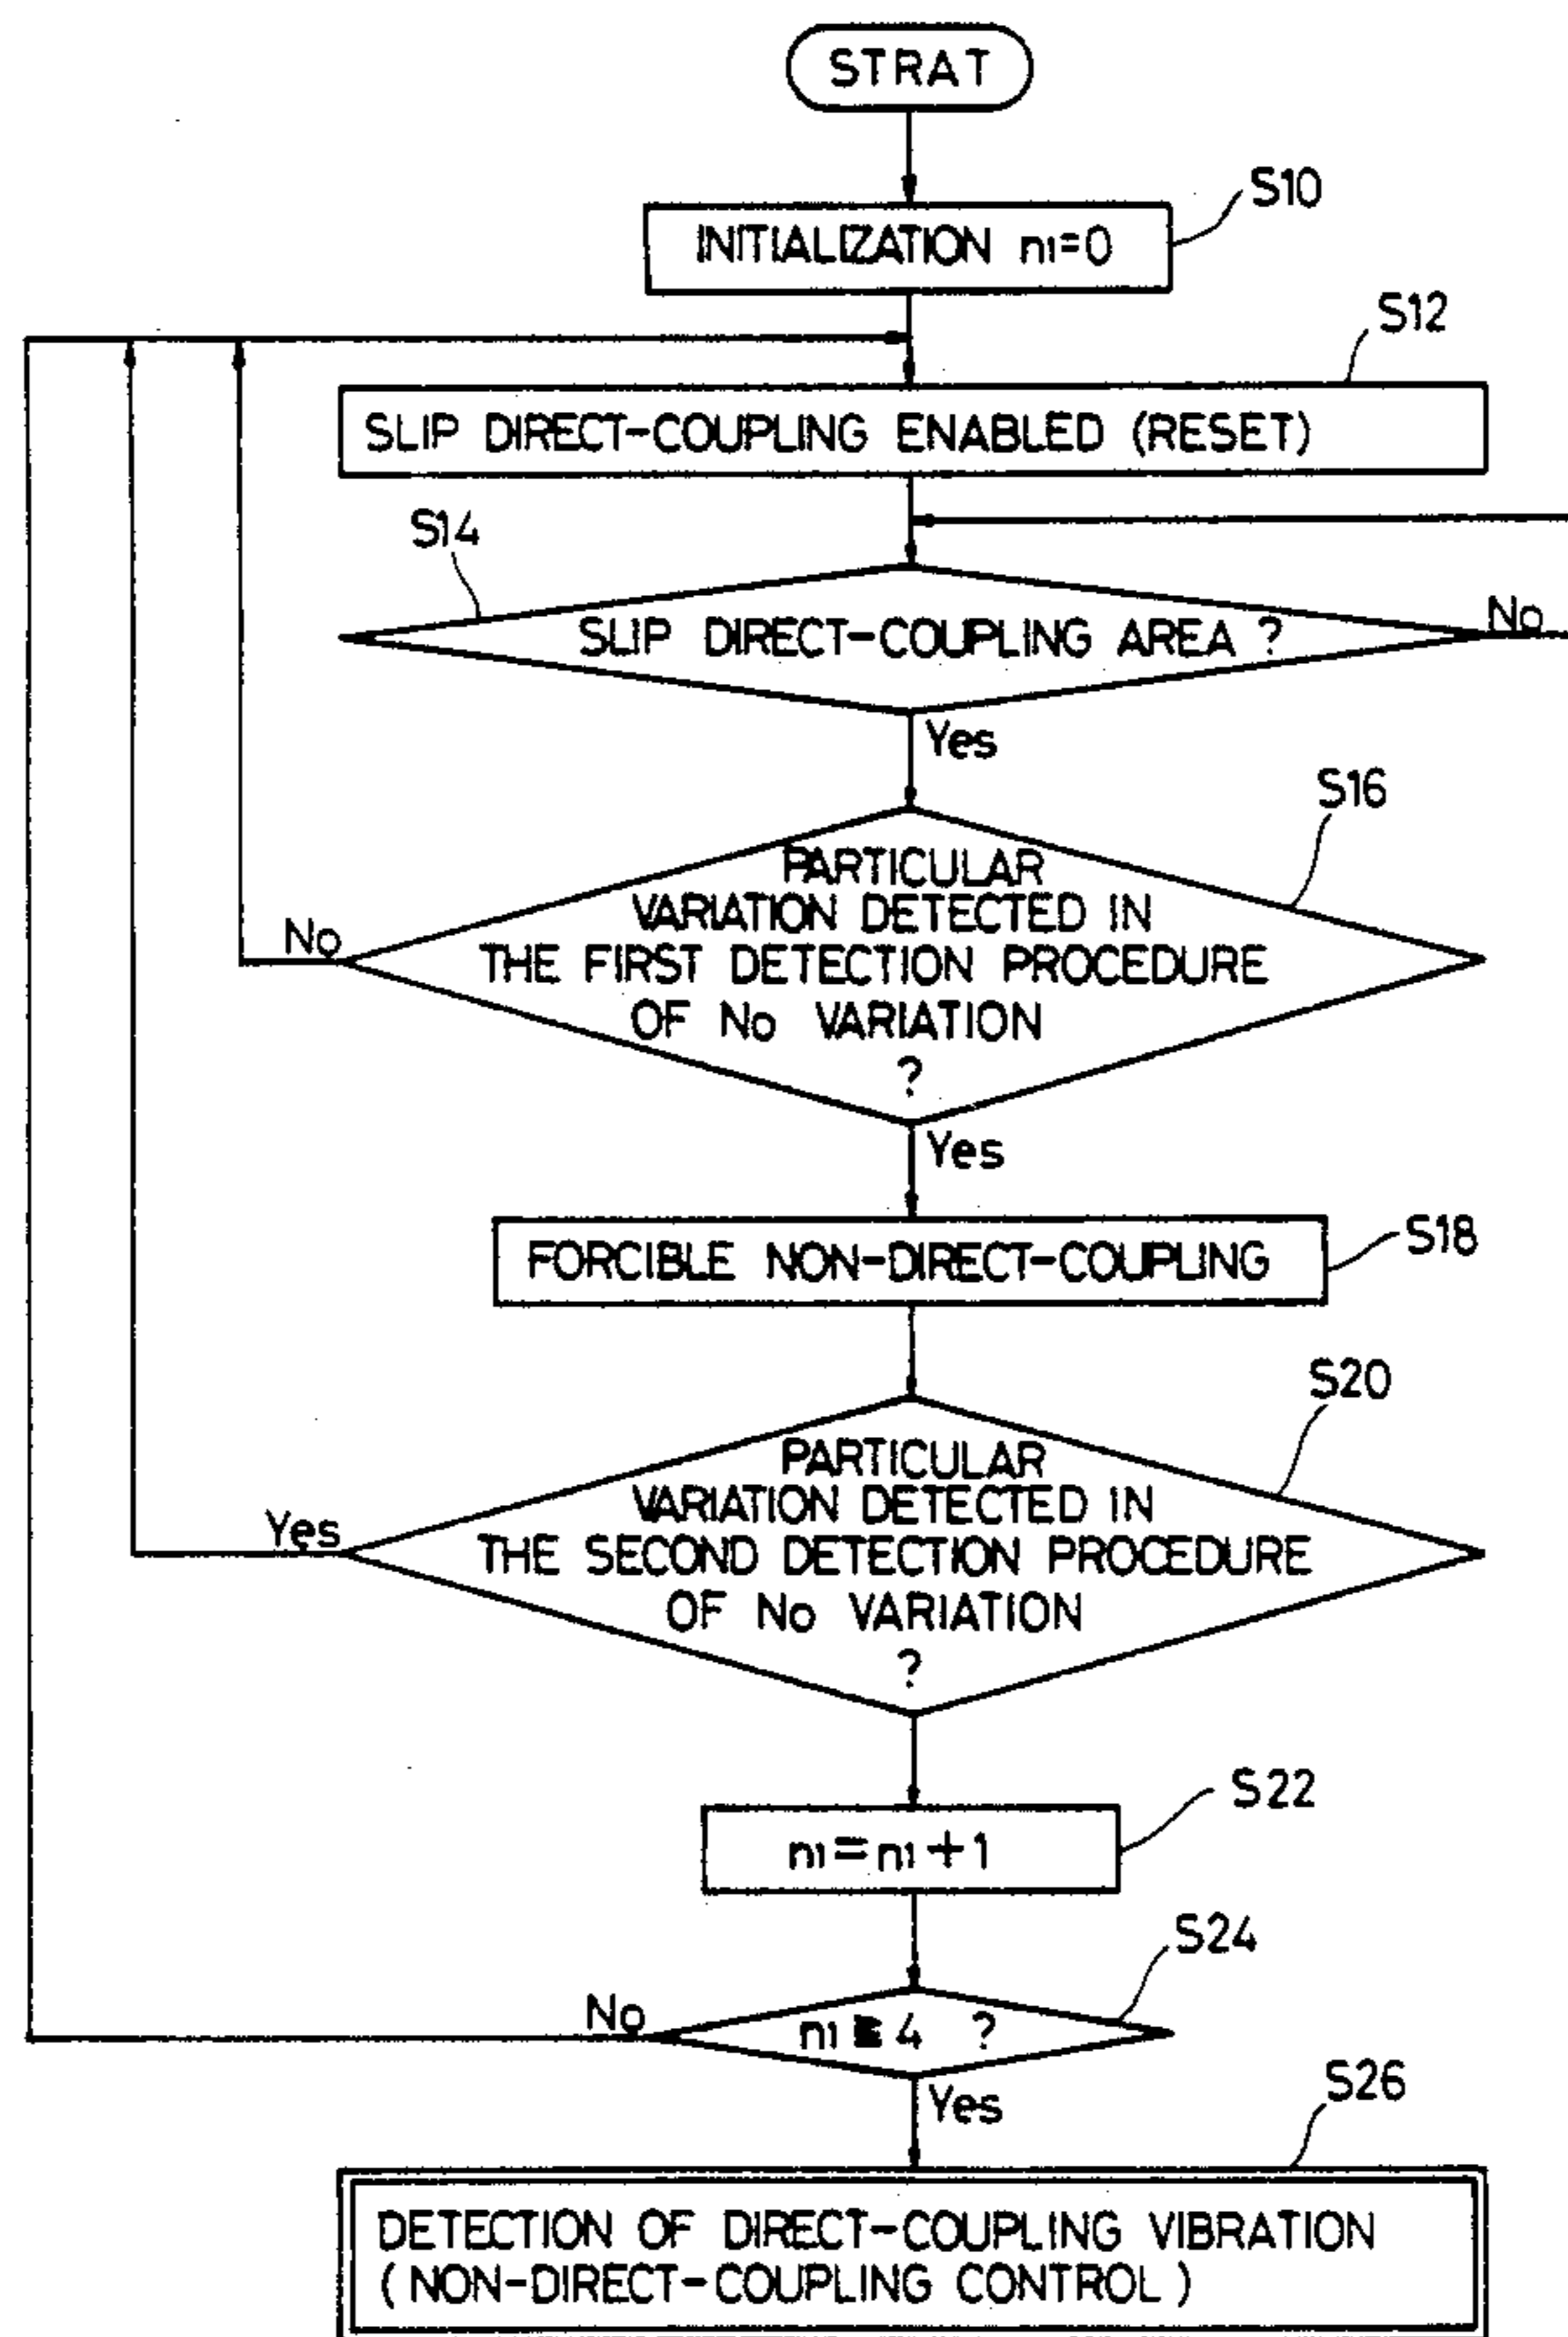 STRAT
S10
INITIALIZATION n1=0
S12
SLIP DIRECT-COUPLING ENABLED (RESET)
S14
SLIP DIRECT-COUPLING AREA ?
No
Yes
S16
PARTICULAR
VARIATION DETECTED IN
THE FIRST DETECTION PROCEDURE
OF No VARIATION
?
No
Yes
FORCIBLE NON-DIRECT-COUPLING
S18
S20
PARTICULAR
VARIATION DETECTED IN
THE SECOND DETECTION PROCEDURE
OF No VARIATION
?
Yes
S22
n1=n1+1
S24
No
n1≧4 ?
Yes
S26
DETECTION OF DIRECT-COUPLING VIBRATION
(NON-DIRECT-COUPLING CONTROL)